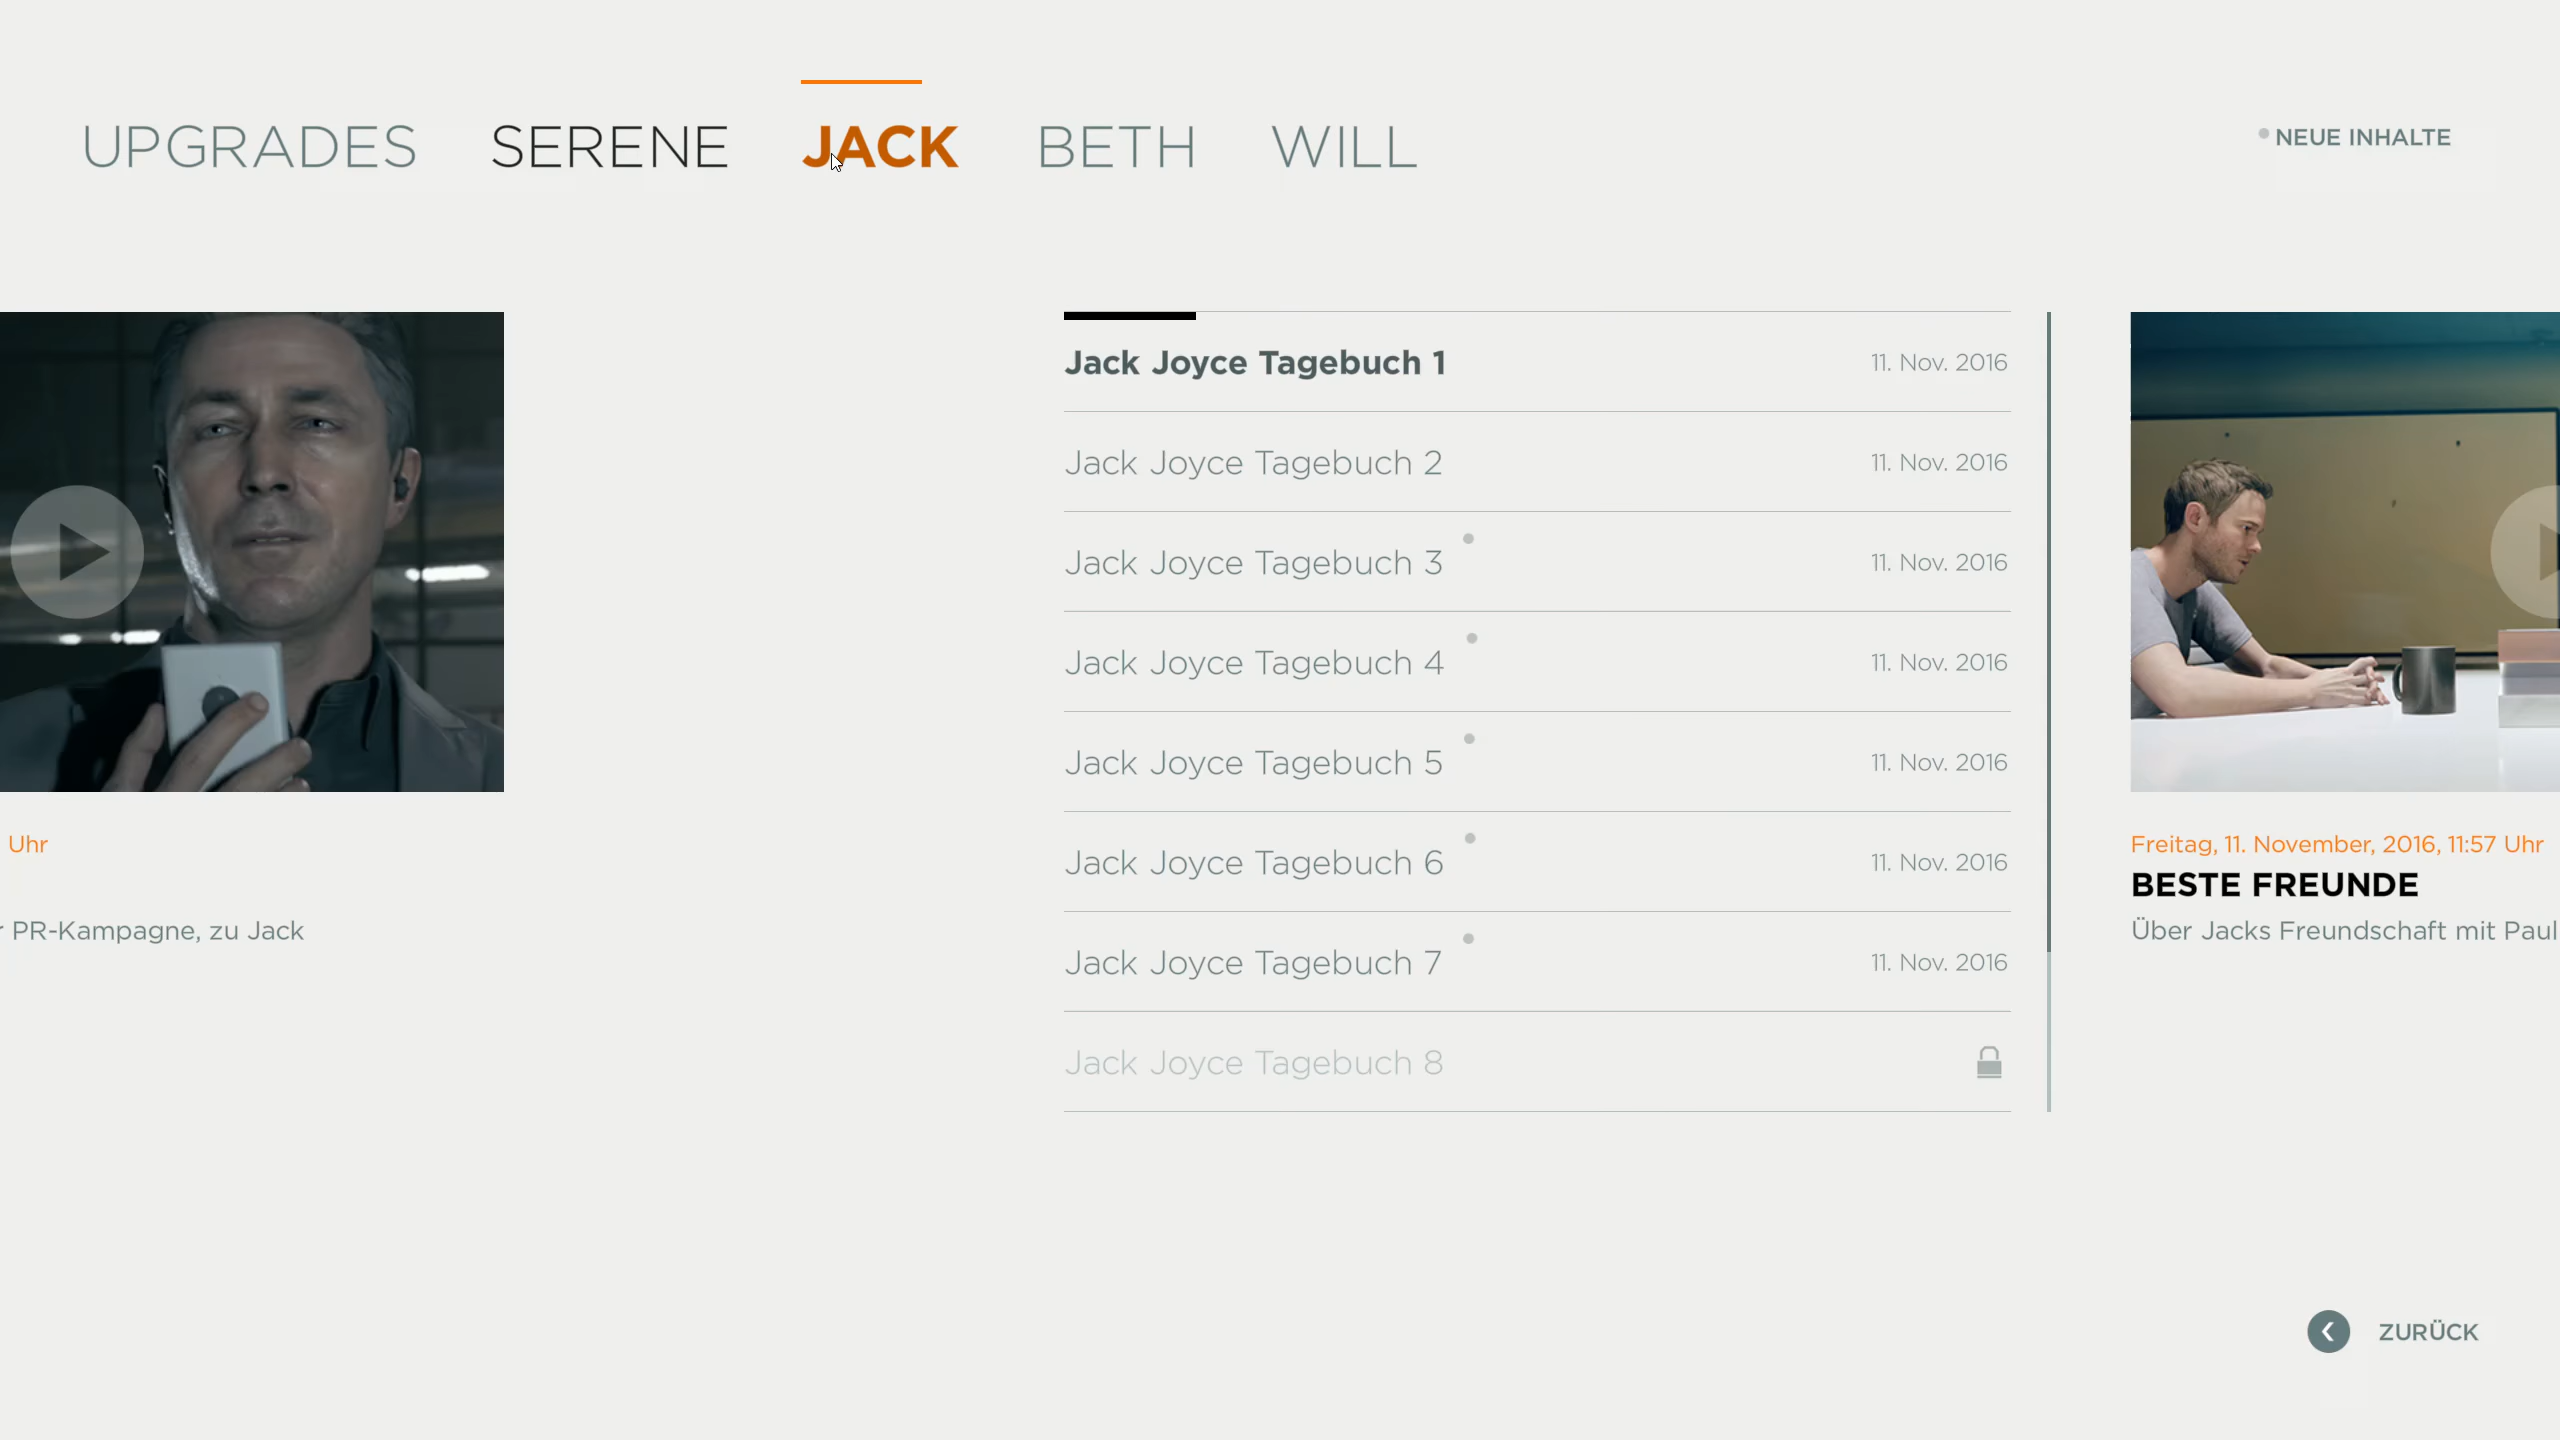 UPGRADES SERENE JACK BETH WILL
NEUE INHALTE
Uhr
PR-Kampagne, zu Jack
Jack Joyce Tagebuch 1 11. Nov. 2016
Jack Joyce Tagebuch 2 11. Nov. 2016
Jack Joyce Tagebuch 3 11. Nov. 2016
Jack Joyce Tagebuch 4 11. Nov. 2016
Jack Joyce Tagebuch 5 11. Nov. 2016
Jack Joyce Tagebuch 6 11. Nov. 2016
Jack Joyce Tagebuch 7 11. Nov. 2016
Jack Joyce Tagebuch 8
Freitag, 11. November, 2016, 11:57 Uhr
BESTE FREUNDE
Über Jacks Freundschaft mit Paul
ZURÜCK